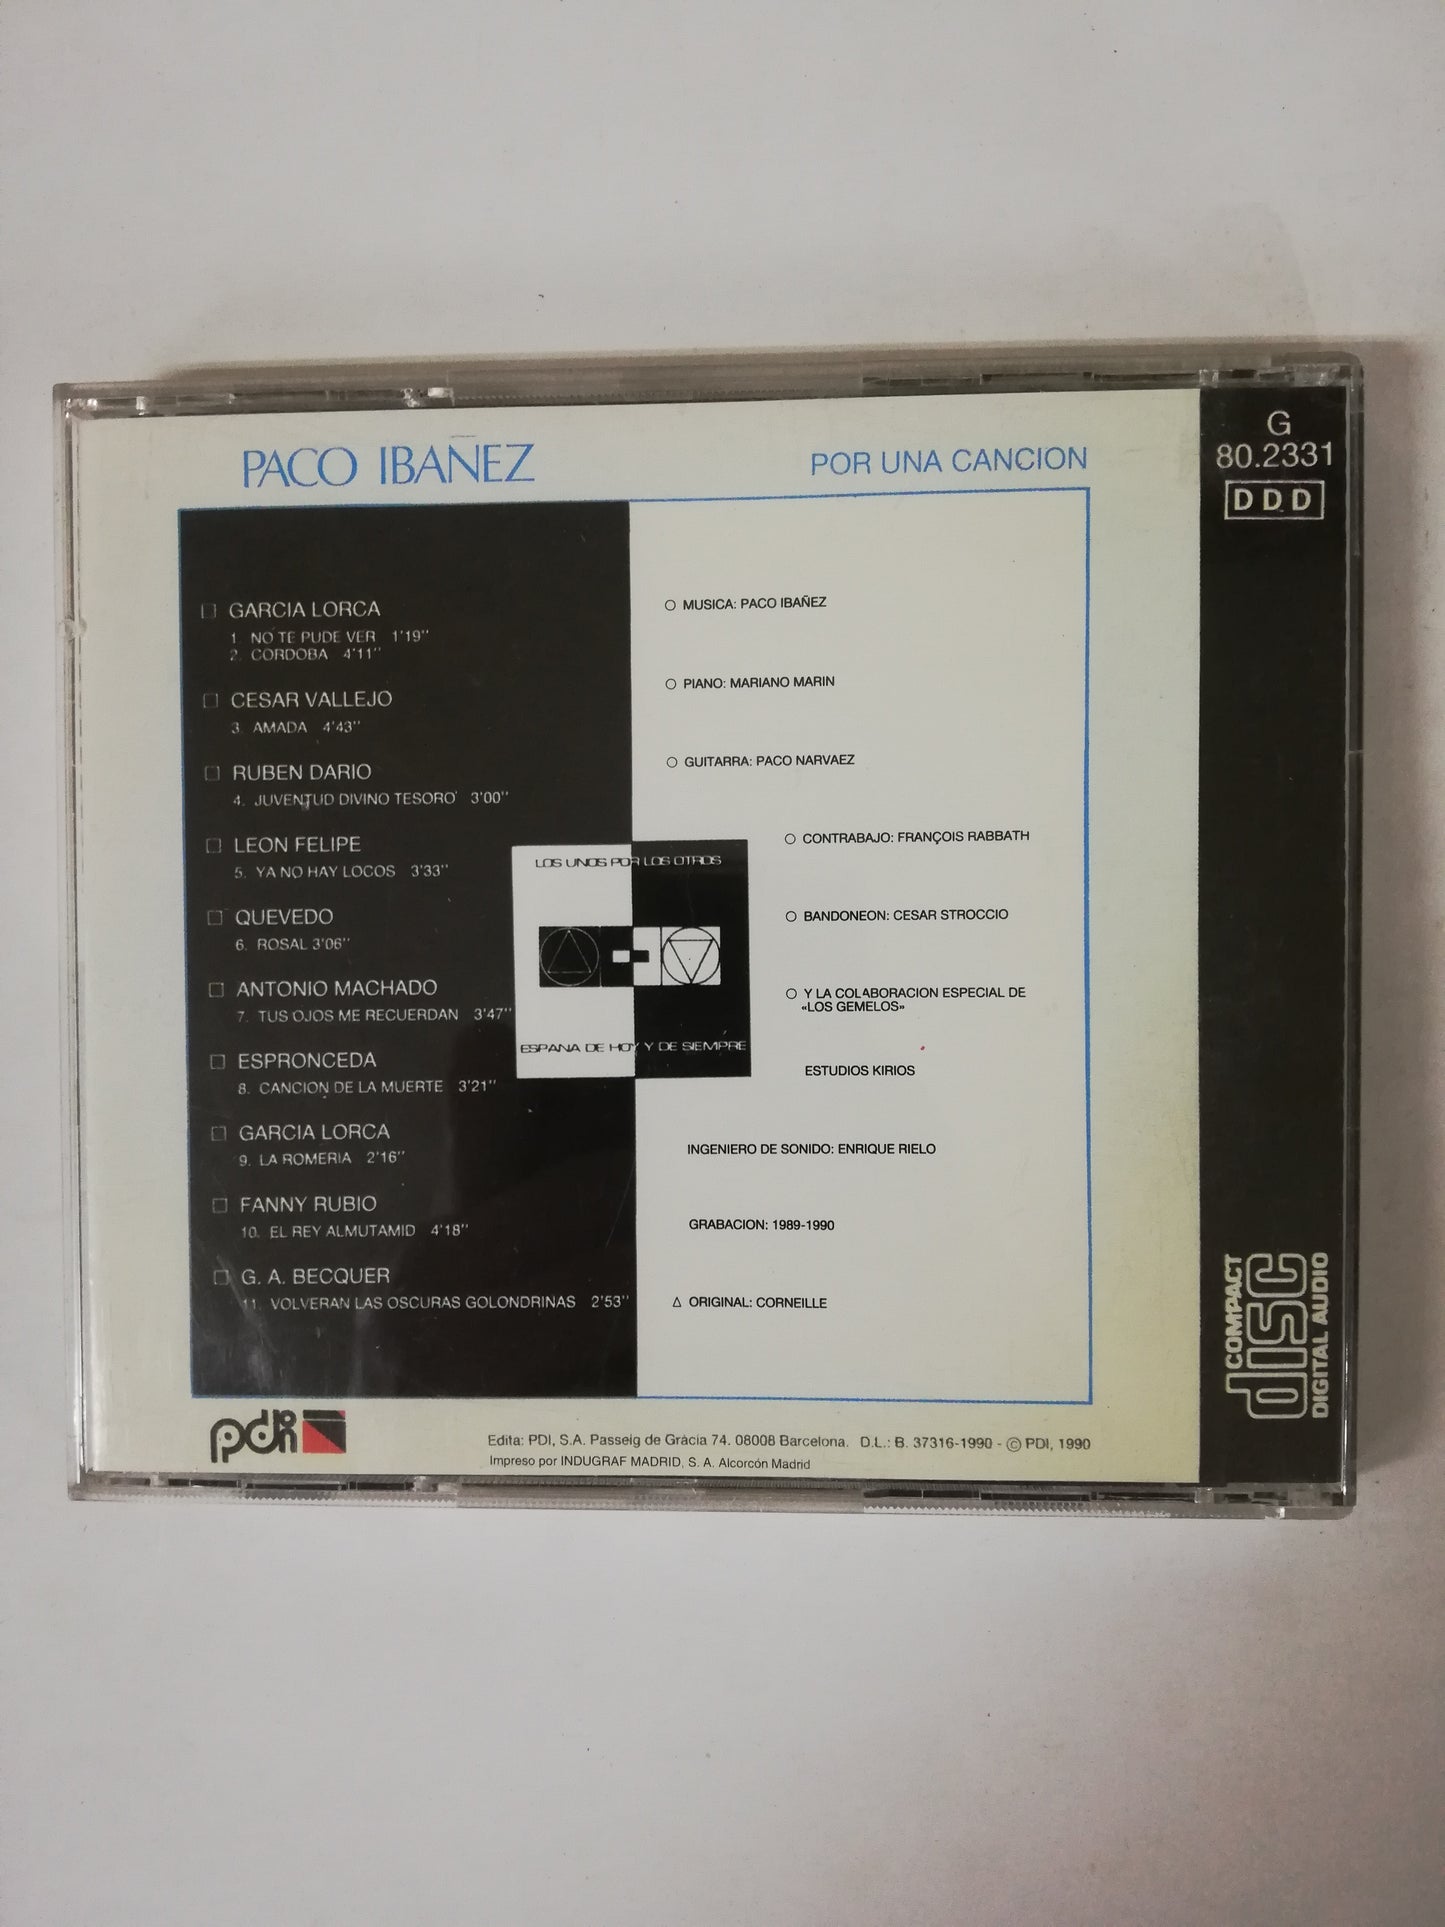 PACO IBAÑEZ
POR UNA CANCION
G
80.2331
DDD
□ GARCIA LORCA
1. NO TE PUDE VER 1'19''
2. CORDOBA 4'11''
□ CESAR VALLEJO
3. AMADA 4'43''
□ RUBEN DARIO
4. JUVENTUD DIVINO TESORO 3'00''
□ LEON FELIPE
5. YA NO HAY LOCOS 3'33''
□ QUEVEDO
6. ROSAL 3'06''
□ ANTONIO MACHADO
7. TUS OJOS ME RECUERDAN 3'47''
□ ESPRONCEDA
8. CANCION DE LA MUERTE 3'21''
□ GARCIA LORCA
9. LA ROMERIA 2'16''
□ FANNY RUBIO
10. EL REY ALMUTAMID 4'18''
□ G. A. BECQUER
11. VOLVERAN LAS OSCURAS GOLONDRINAS 2'53''
LOS UNOS POR LOS OTROS
ESPANA DE HOY Y DE SIEMPRE
○ MUSICA: PACO IBAÑEZ
○ PIANO: MARIANO MARIN
○ GUITARRA: PACO NARVAEZ
○ CONTRABAJO: FRANÇOIS RABBATH
○ BANDONEON: CESAR STROCCIO
○ Y LA COLABORACION ESPECIAL DE
«LOS GEMELOS»
ESTUDIOS KIRIOS
INGENIERO DE SONIDO: ENRIQUE RIELO
GRABACION: 1989-1990
Δ ORIGINAL: CORNEILLE
pdi
Edita: PDI, S.A. Passeig de Gràcia 74. 08008 Barcelona. D.L.: B. 37316-1990 - © PDI, 1990
Impreso por INDUGRAF MADRID, S. A. Alcorcón Madrid
COMPACT
disc
DIGITAL AUDIO